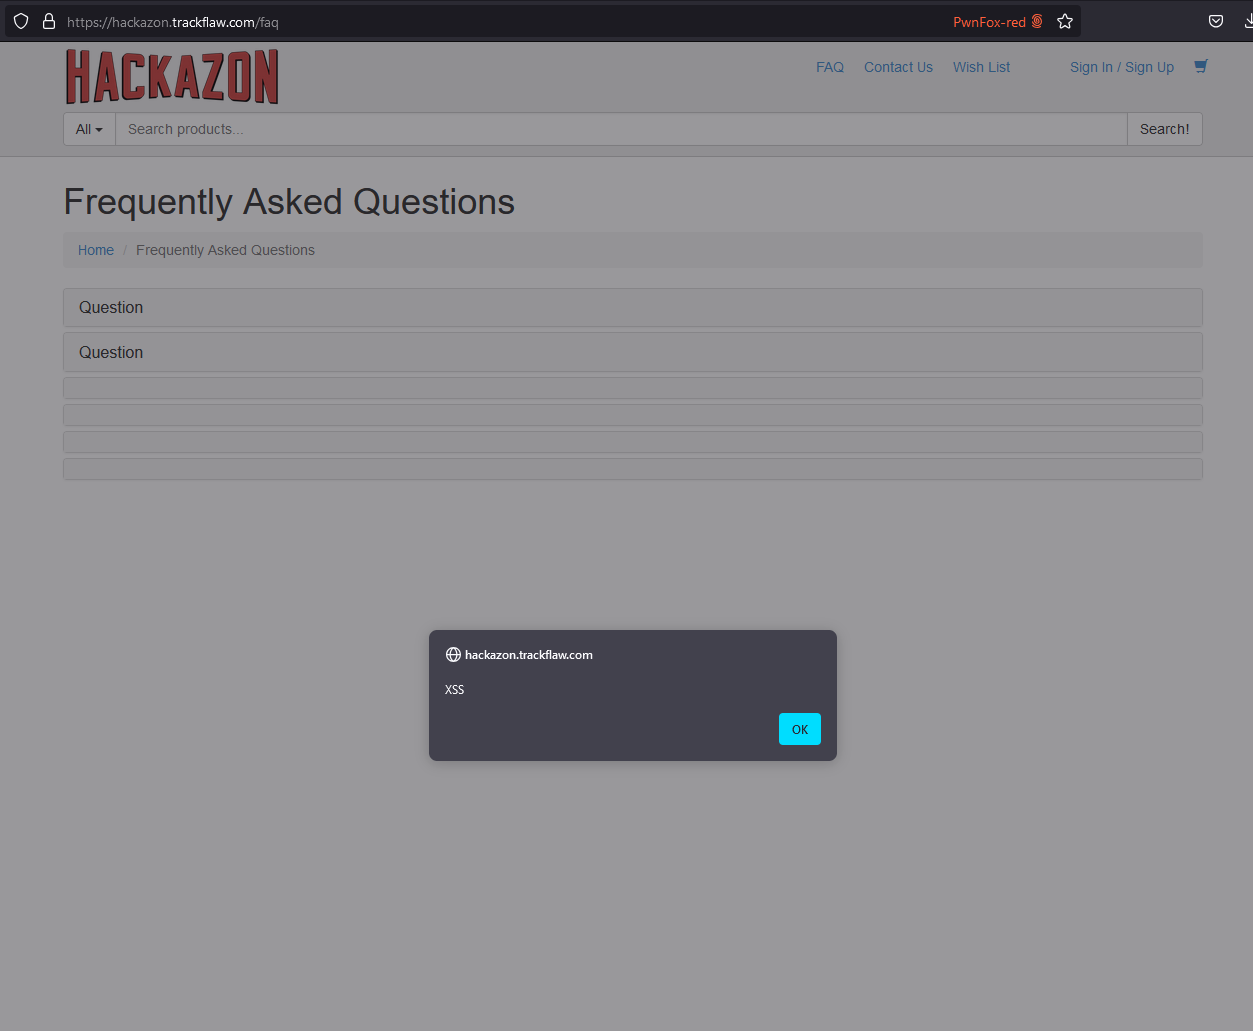 https://hackazon.trackflaw.com/faq PwnFox-red
HACKAZON
FAQ Contact Us Wish List Sign In / Sign Up
All Search products... Search!
Frequently Asked Questions
Home / Frequently Asked Questions
Question
Question
hackazon.trackflaw.com
XSS
OK